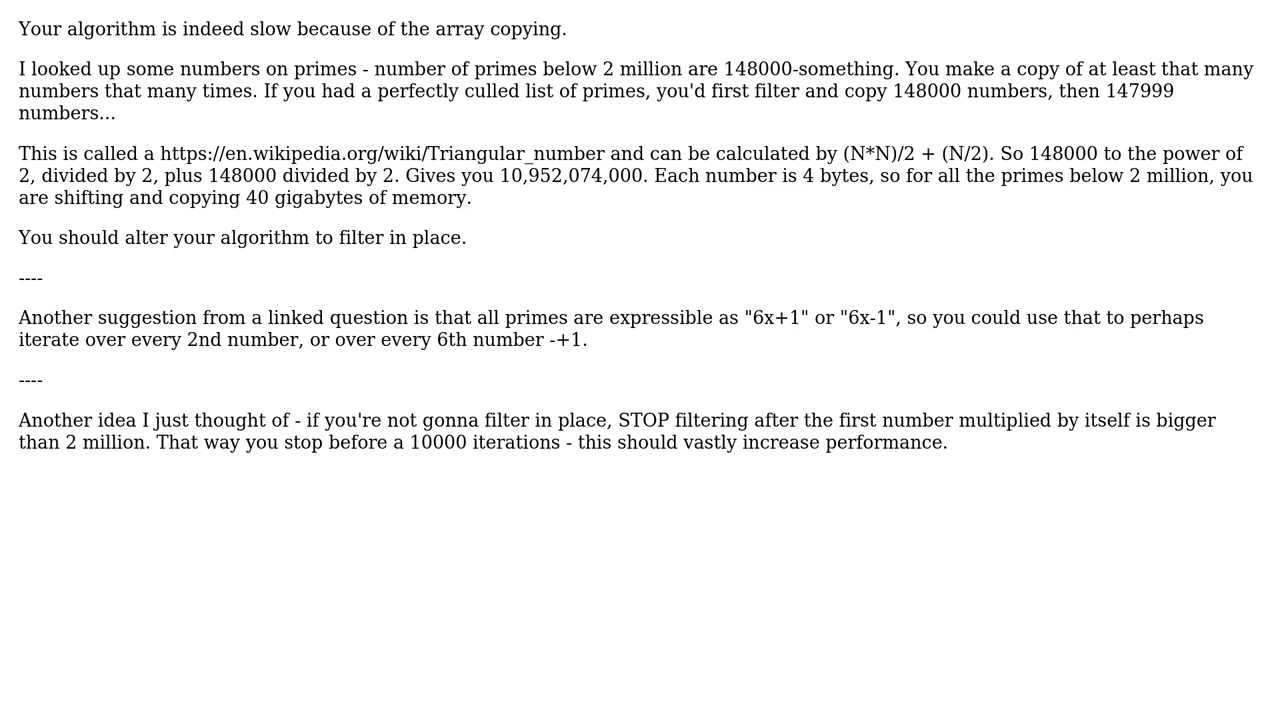 Your algorithm is indeed slow because of the array copying.
I looked up some numbers on primes - number of primes below 2 million are 148000-something. You make a copy of at least that many
numbers that many times. If you had a perfectly culled list of primes, you'd first filter and copy 148000 numbers, then 147999
numbers...
This is called a https://en.wikipedia.org/wiki/Triangular_number and can be calculated by (N*N)/2 + (N/2). So 148000 to the power of
2, divided by 2, plus 148000 divided by 2. Gives you 10,952,074,000. Each number is 4 bytes, so for all the primes below 2 million, you
are shifting and copying 40 gigabytes of memory.
You should alter your algorithm to filter in place.
----
Another suggestion from a linked question is that all primes are expressible as "6x+1" or "6x-1", so you could use that to perhaps
iterate over every 2nd number, or over every 6th number -+1.
----
Another idea I just thought of - if you're not gonna filter in place, STOP filtering after the first number multiplied by itself is bigger
than 2 million. That way you stop before a 10000 iterations - this should vastly increase performance.